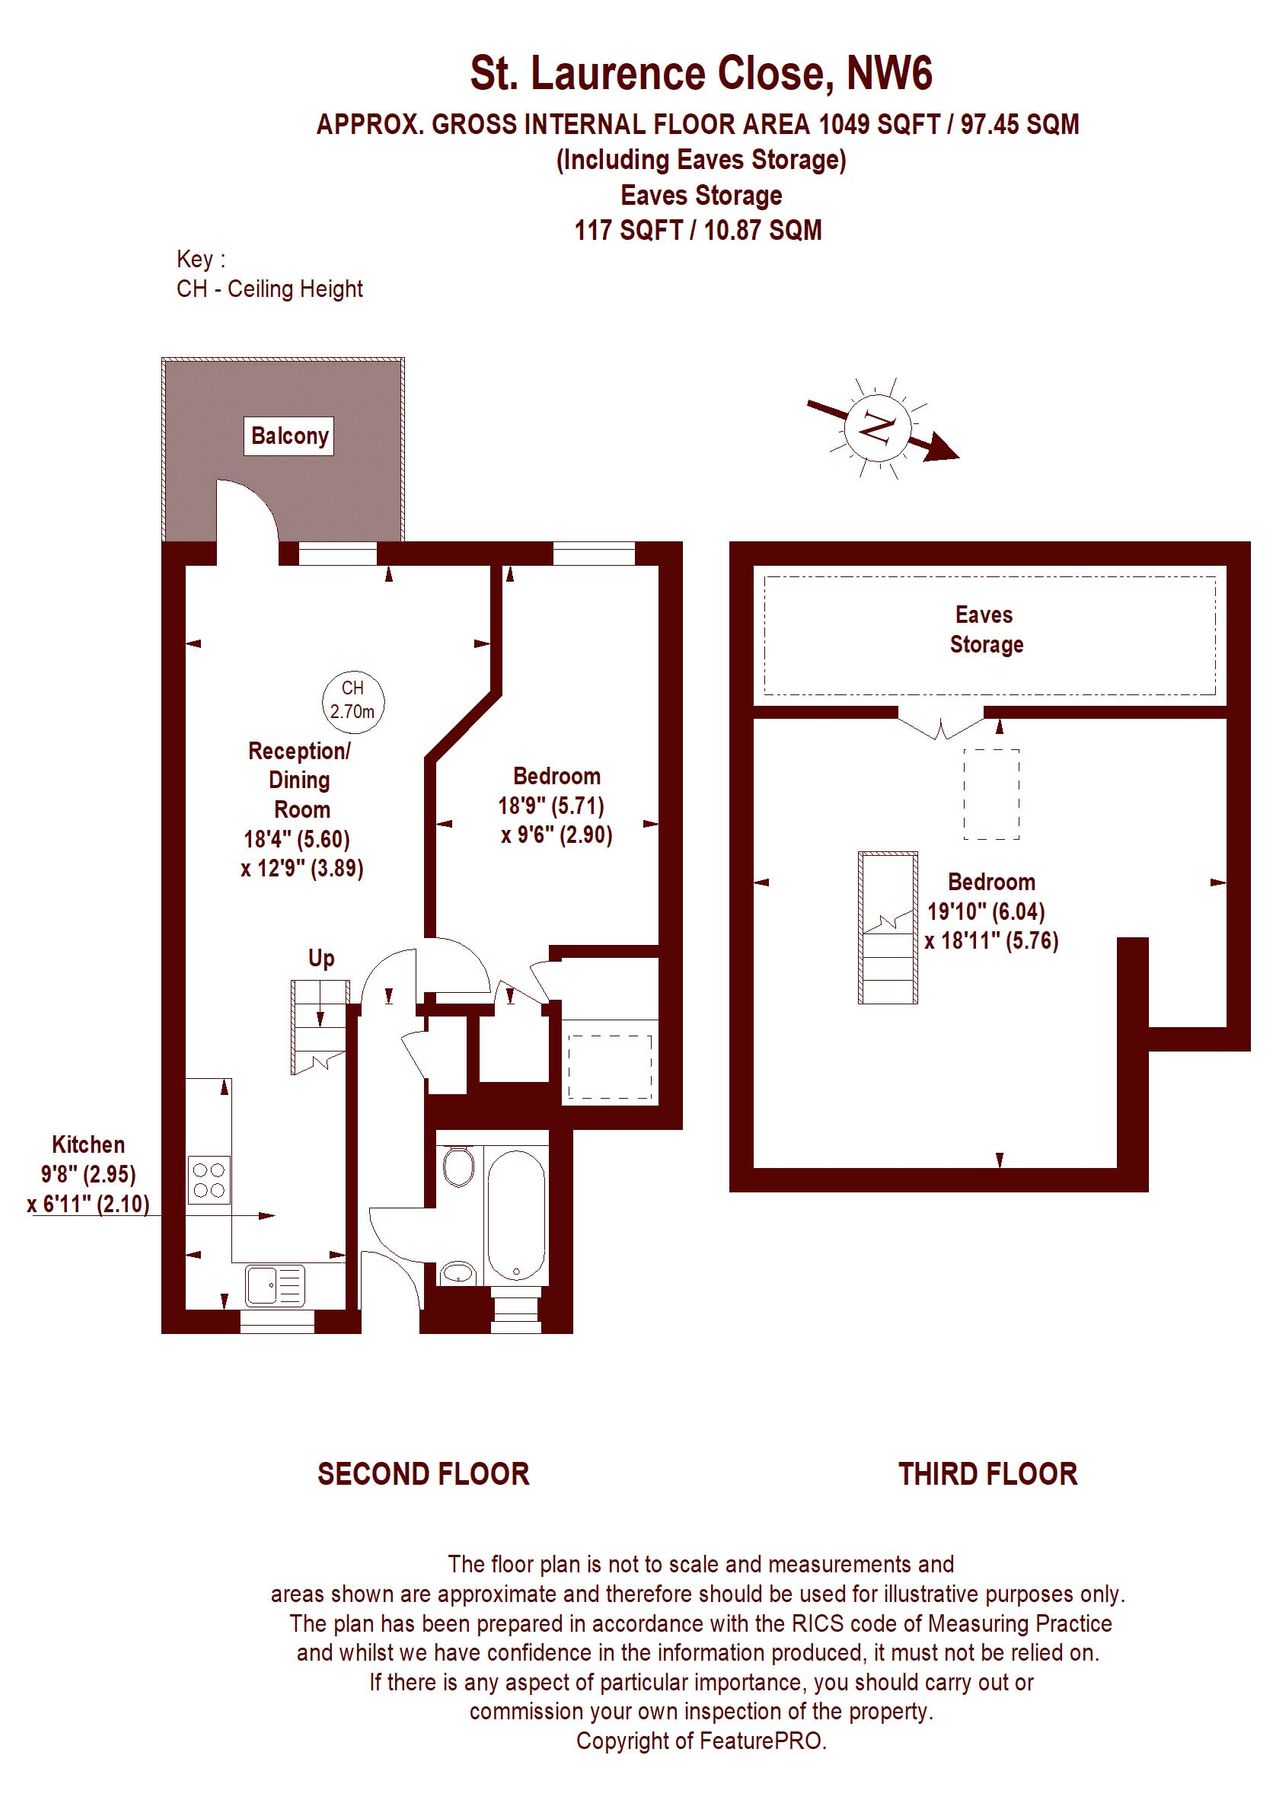 St. Laurence Close, NW6
APPROX. GROSS INTERNAL FLOOR AREA 1049 SQFT / 97.45 SQM
(Including Eaves Storage)
Eaves Storage
117 SQFT / 10.87 SQM
Key :
CH - Ceiling Height
Balcony
N
CH
2.70m
Reception/
Dining
Room
18'4" (5.60)
x 12'9" (3.89)
Bedroom
18'9" (5.71)
x 9'6" (2.90)
Up
Kitchen
9'8" (2.95)
x 6'11" (2.10)
Eaves
Storage
Bedroom
19'10" (6.04)
x 18'11" (5.76)
SECOND FLOOR
THIRD FLOOR
The floor plan is not to scale and measurements and
areas shown are approximate and therefore should be used for illustrative purposes only.
The plan has been prepared in accordance with the RICS code of Measuring Practice
and whilst we have confidence in the information produced, it must not be relied on.
If there is any aspect of particular importance, you should carry out or
commission your own inspection of the property.
Copyright of FeaturePRO.